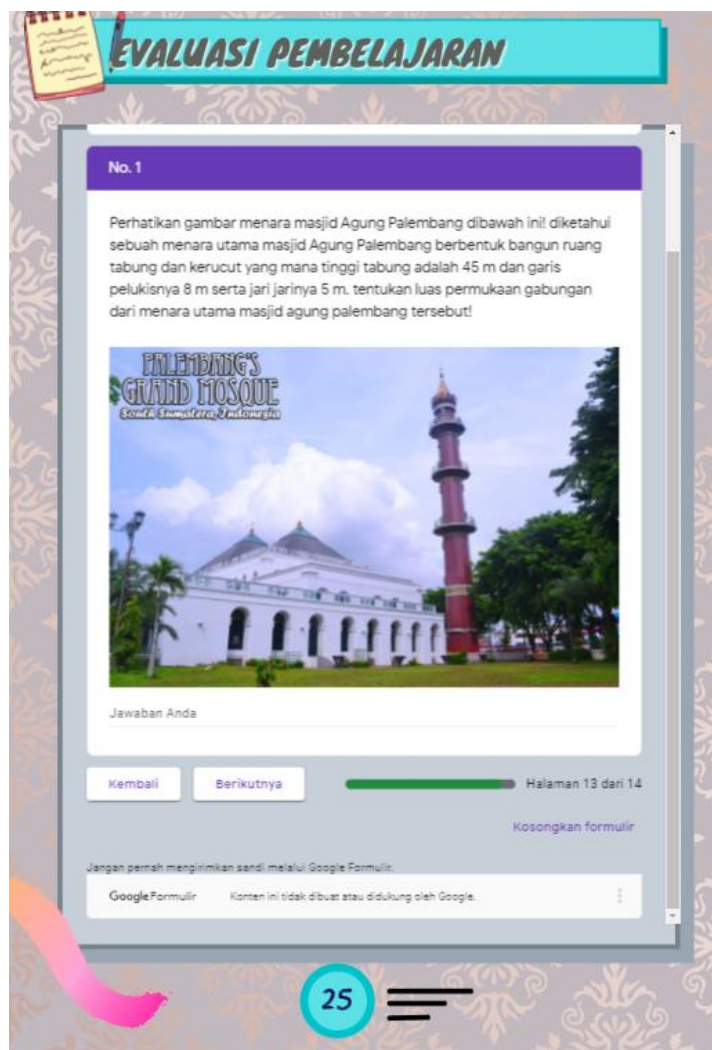 EVALUASI PEMBELAJARAN
No. 1
Perhatikan gambar menara masjid Agung Palembang dibawah ini! diketahui
sebuah menara utama masjid Agung Palembang berbentuk bangun ruang
tabung dan kerucut yang mana tinggi tabung adalah 45 m dan garis
pelukisnya 8 m serta jari jarinya 5 m. tentukan luas permukaan gabungan
dari menara utama masjid agung palembang tersebut!
PALEMBANG'S
GRAND MOSQUE
South Sumatera, Indonesia
Jawaban Anda
Kembali
Berikutnya
Halaman 13 dari 14
Kosongkan formulir
Jangan pernah mengirimkan sandi melalui Google Formulir.
Google Formulir
Konten ini tidak dibuat atau didukung oleh Google.
25